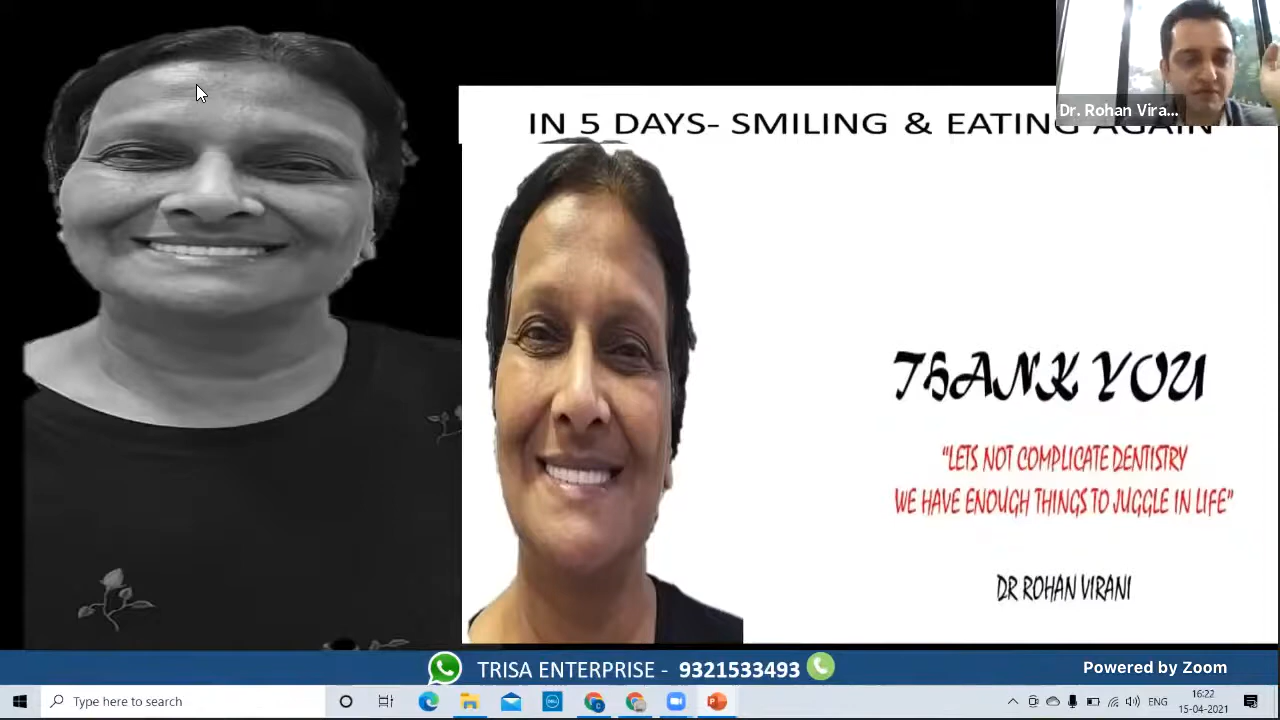 Dr. Rohan Vira...
IN 5 DAYS- SMILING & EATING AGAIN
THANK YOU
“LETS NOT COMPLICATE DENTISTRY
WE HAVE ENOUGH THINGS TO JUGGLE IN LIFE”
DR ROHAN VIRANI
TRISA ENTERPRISE - 9321533493
Powered by Zoom
Type here to search
ENG
16:22
15-04-2021